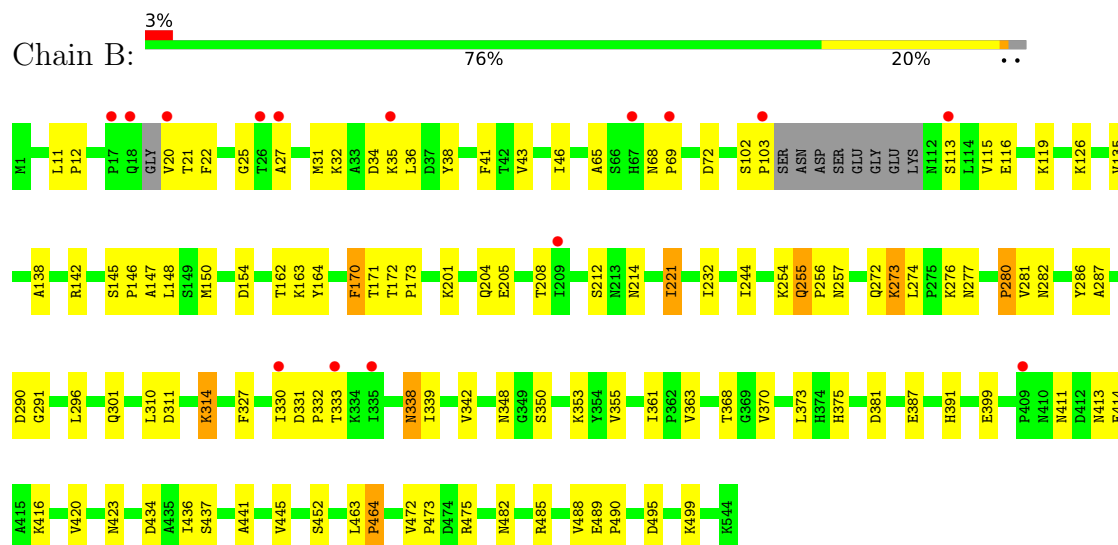 3%
Chain B:
76% 20% • •
M1 L11 P12 P17 Q18 GLY V20 T21 F22 G25 T26 A27 M31 K32 A33 D34 K35 L36 D37 Y38 F41 T42 V43 I46 A65 S66 H67 N68 P69 D72 S102 P103 SER ASN ASP SER GLU GLY GLU LYS N112 S113 L114 V115 E116 K119 K126 V135
A138 R142 S145 P146 A147 L148 S149 M150 D154 T162 K163 Y164 F170 T171 T172 P173 K201 Q204 E205 T208 I209 S212 N213 N214 I221 I232 I244 K254 Q255 P256 N257 Q272 K273 L274 P275 K276 N277 P280 V281 N282 Y286 A287
D290 G291 L296 Q301 L310 D311 K314 F327 I330 D331 P332 T333 K334 I335 N338 I339 V342 N348 G349 S350 K353 Y354 V355 I361 P362 V363 T368 G369 V370 L373 H374 H375 D381 E387 H391 E399 P409 N410 N411 D412 N413
A415 K416 V420 N423 D434 A435 I436 S437 A441 V445 S452 L463 P464 V472 P473 D474 R475 N482 R485 V488 E489 P490 D495 K499 K544